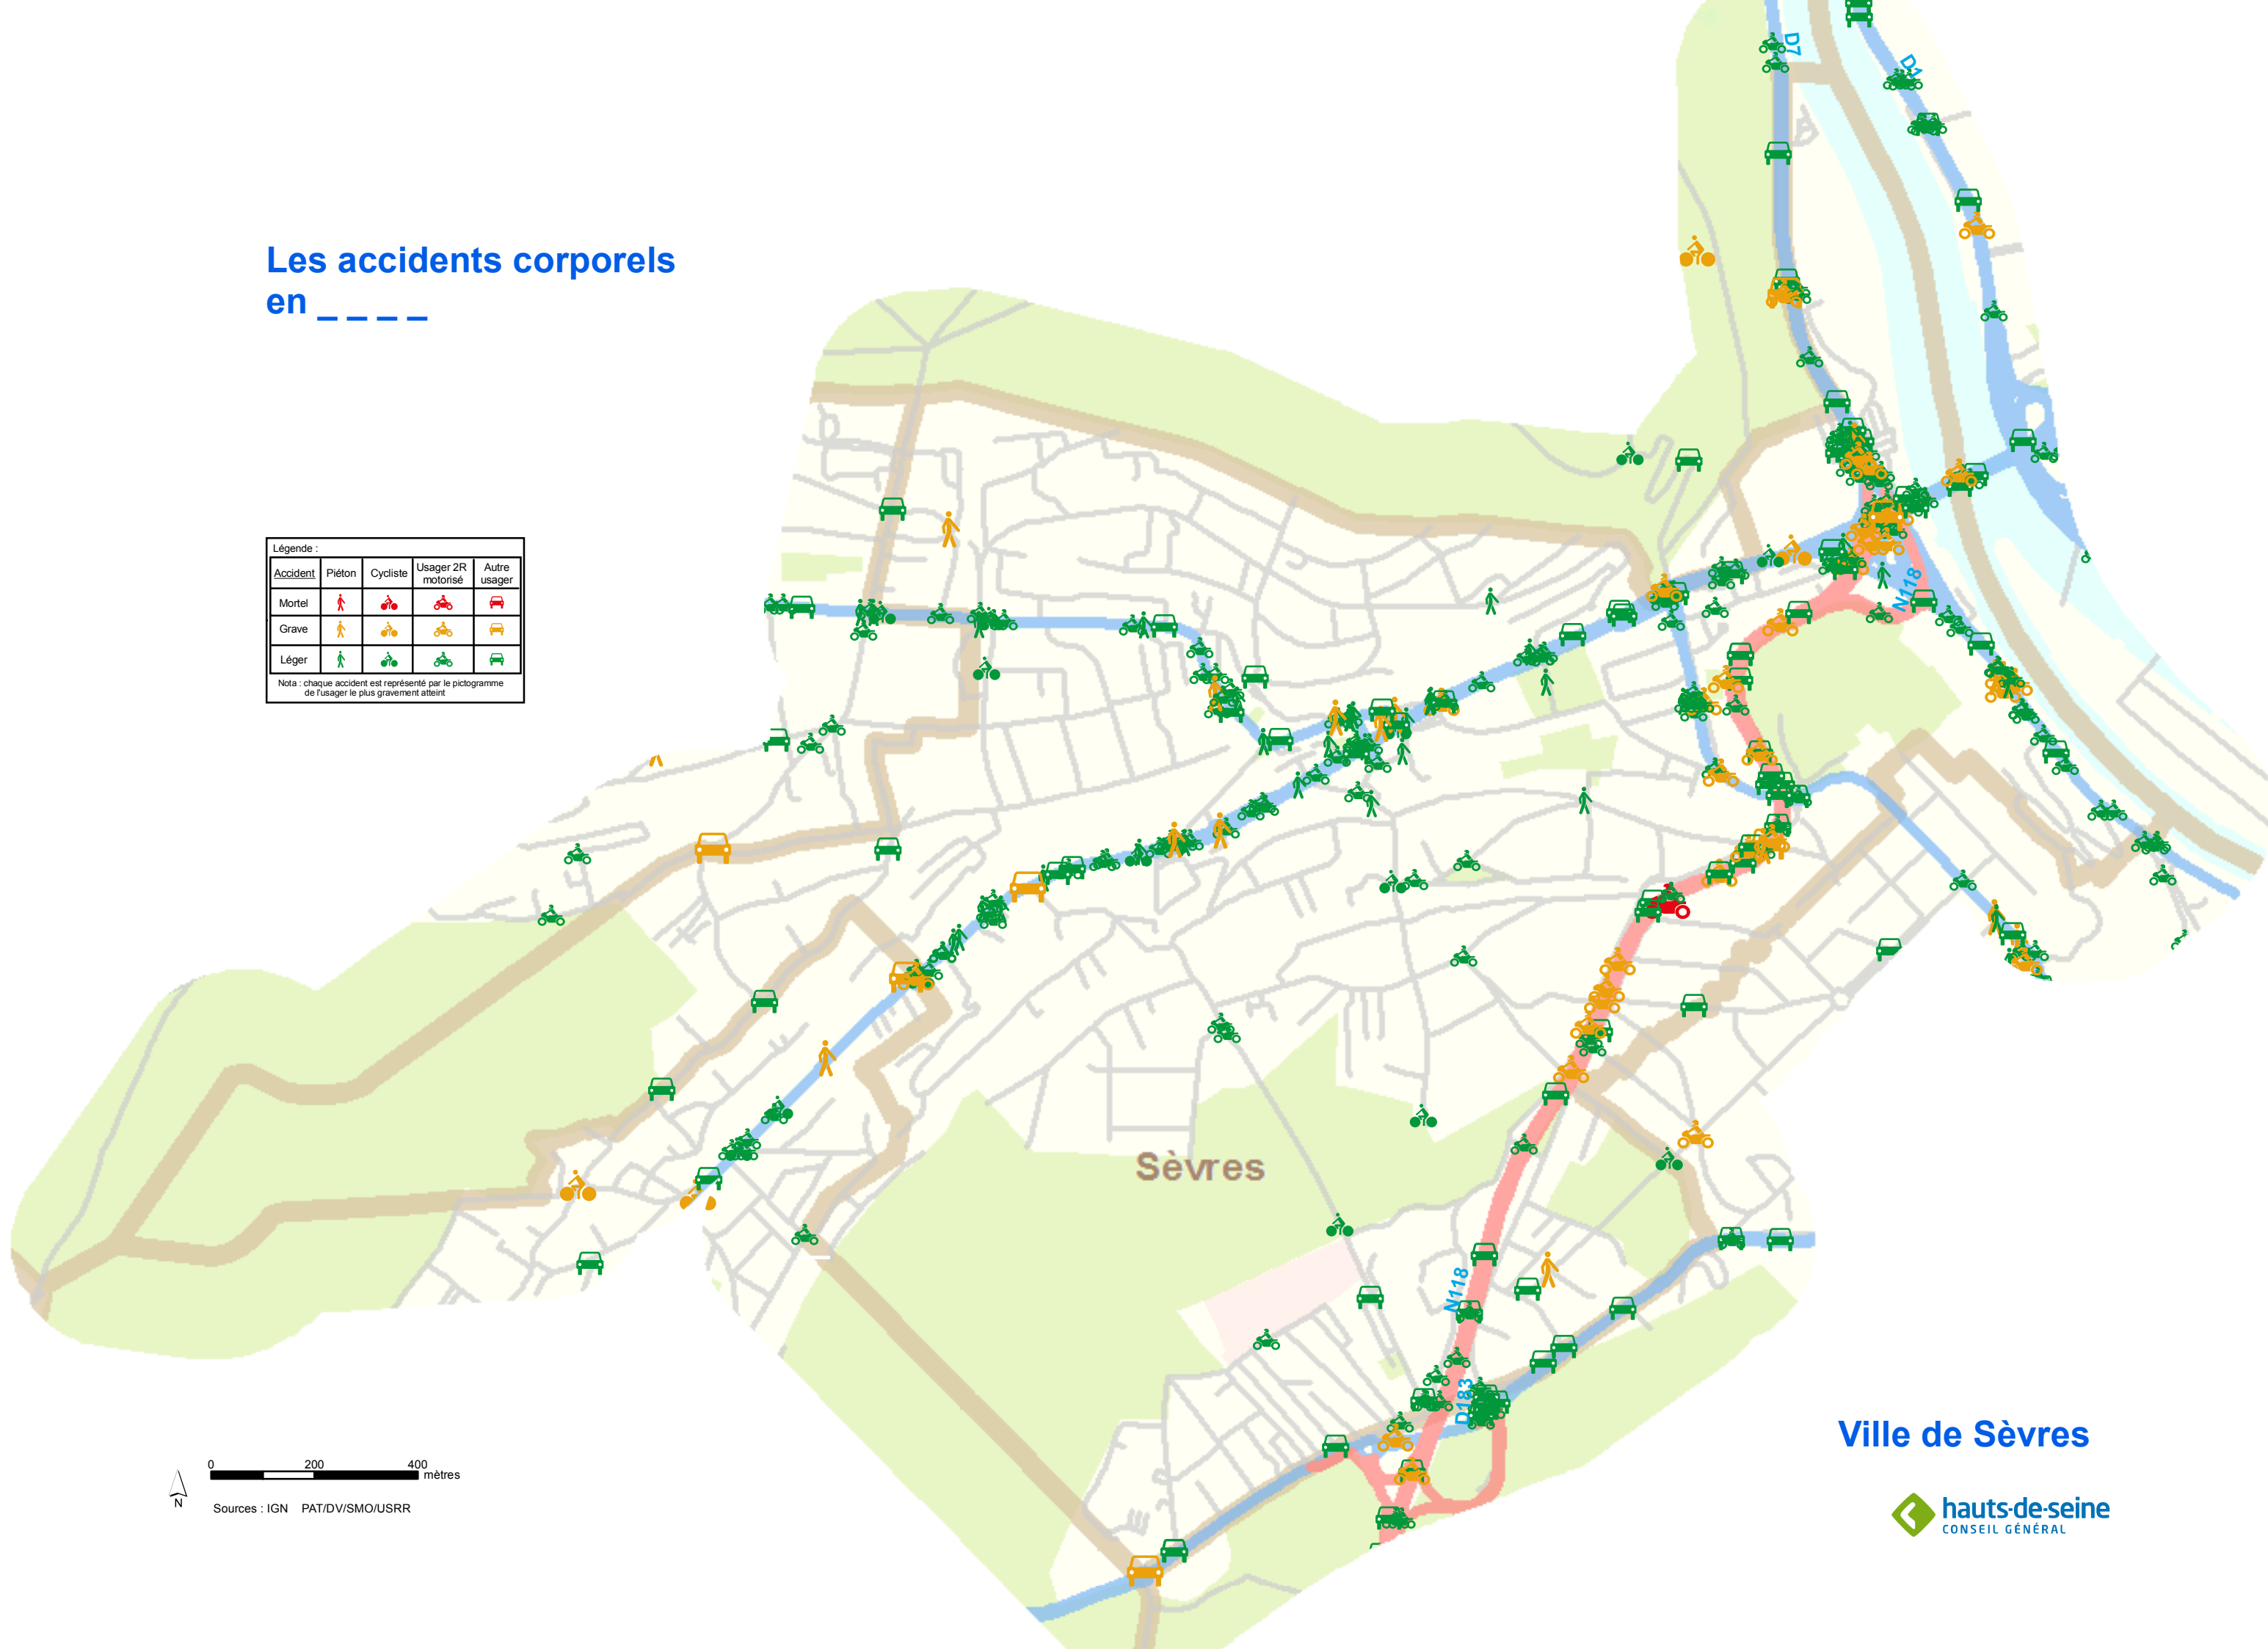 D7
D1
Les accidents corporels
en _ _ _ _
Légende :
Accident Piéton Cycliste Usager 2R motorisé Autre usager
Mortel
Grave
Léger
Nota : chaque accident est représenté par le pictogramme
de l'usager le plus gravement atteint
N118
Sèvres
N118
D183
Ville de Sèvres
hauts-de-seine
CONSEIL GÉNÉRAL
0 200 400
mètres
N
Sources : IGN PAT/DV/SMO/USRR